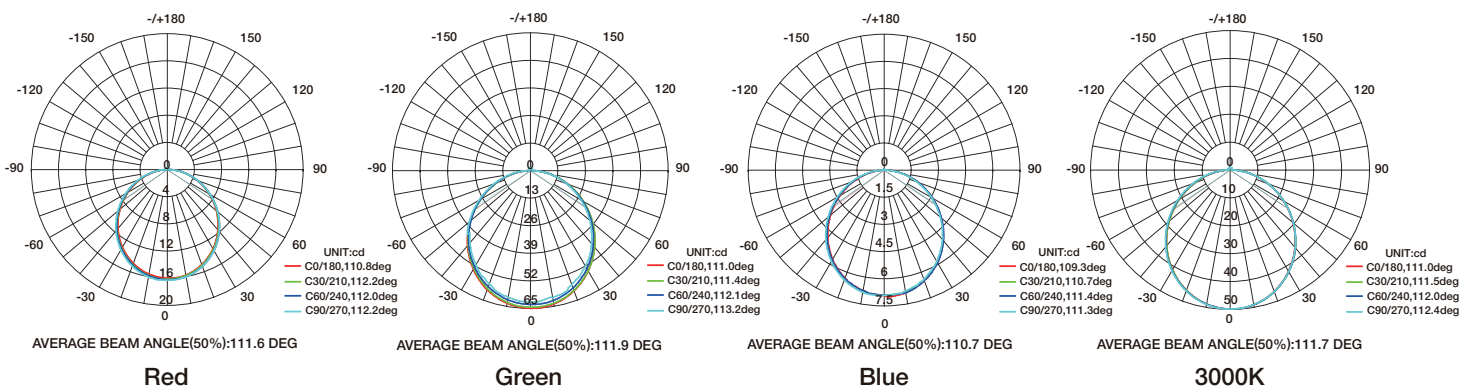 -/+180
-150
150
-120
120
-90
90
-60
60
-30
30
0
0
4
8
12
16
20
UNIT:cd
C0/180,110.8deg
C30/210,112.2deg
C60/240,112.0deg
C90/270,112.2deg
AVERAGE BEAM ANGLE(50%):111.6 DEG
Red
-/+180
-150
150
-120
120
-90
90
-60
60
-30
30
0
0
13
26
39
52
65
UNIT:cd
C0/180,111.0deg
C30/210,111.4deg
C60/240,112.1deg
C90/270,113.2deg
AVERAGE BEAM ANGLE(50%):111.9 DEG
Green
-/+180
-150
150
-120
120
-90
90
-60
60
-30
30
0
0
1.5
3
4.5
6
7.5
UNIT:cd
C0/180,109.3deg
C30/210,110.7deg
C60/240,111.4deg
C90/270,111.3deg
AVERAGE BEAM ANGLE(50%):110.7 DEG
Blue
-/+180
-150
150
-120
120
-90
90
-60
60
-30
30
0
0
10
20
30
40
50
UNIT:cd
C0/180,111.0deg
C30/210,111.5deg
C60/240,112.0deg
C90/270,112.4deg
AVERAGE BEAM ANGLE(50%):111.7 DEG
3000K